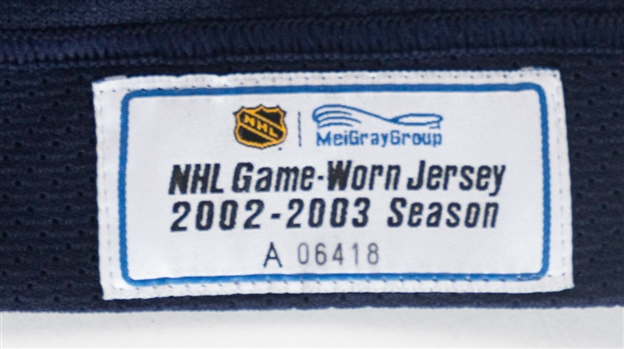 NHL
MeiGrayGroup
NHL Game-Worn Jersey
2002-2003 Season
A 06418